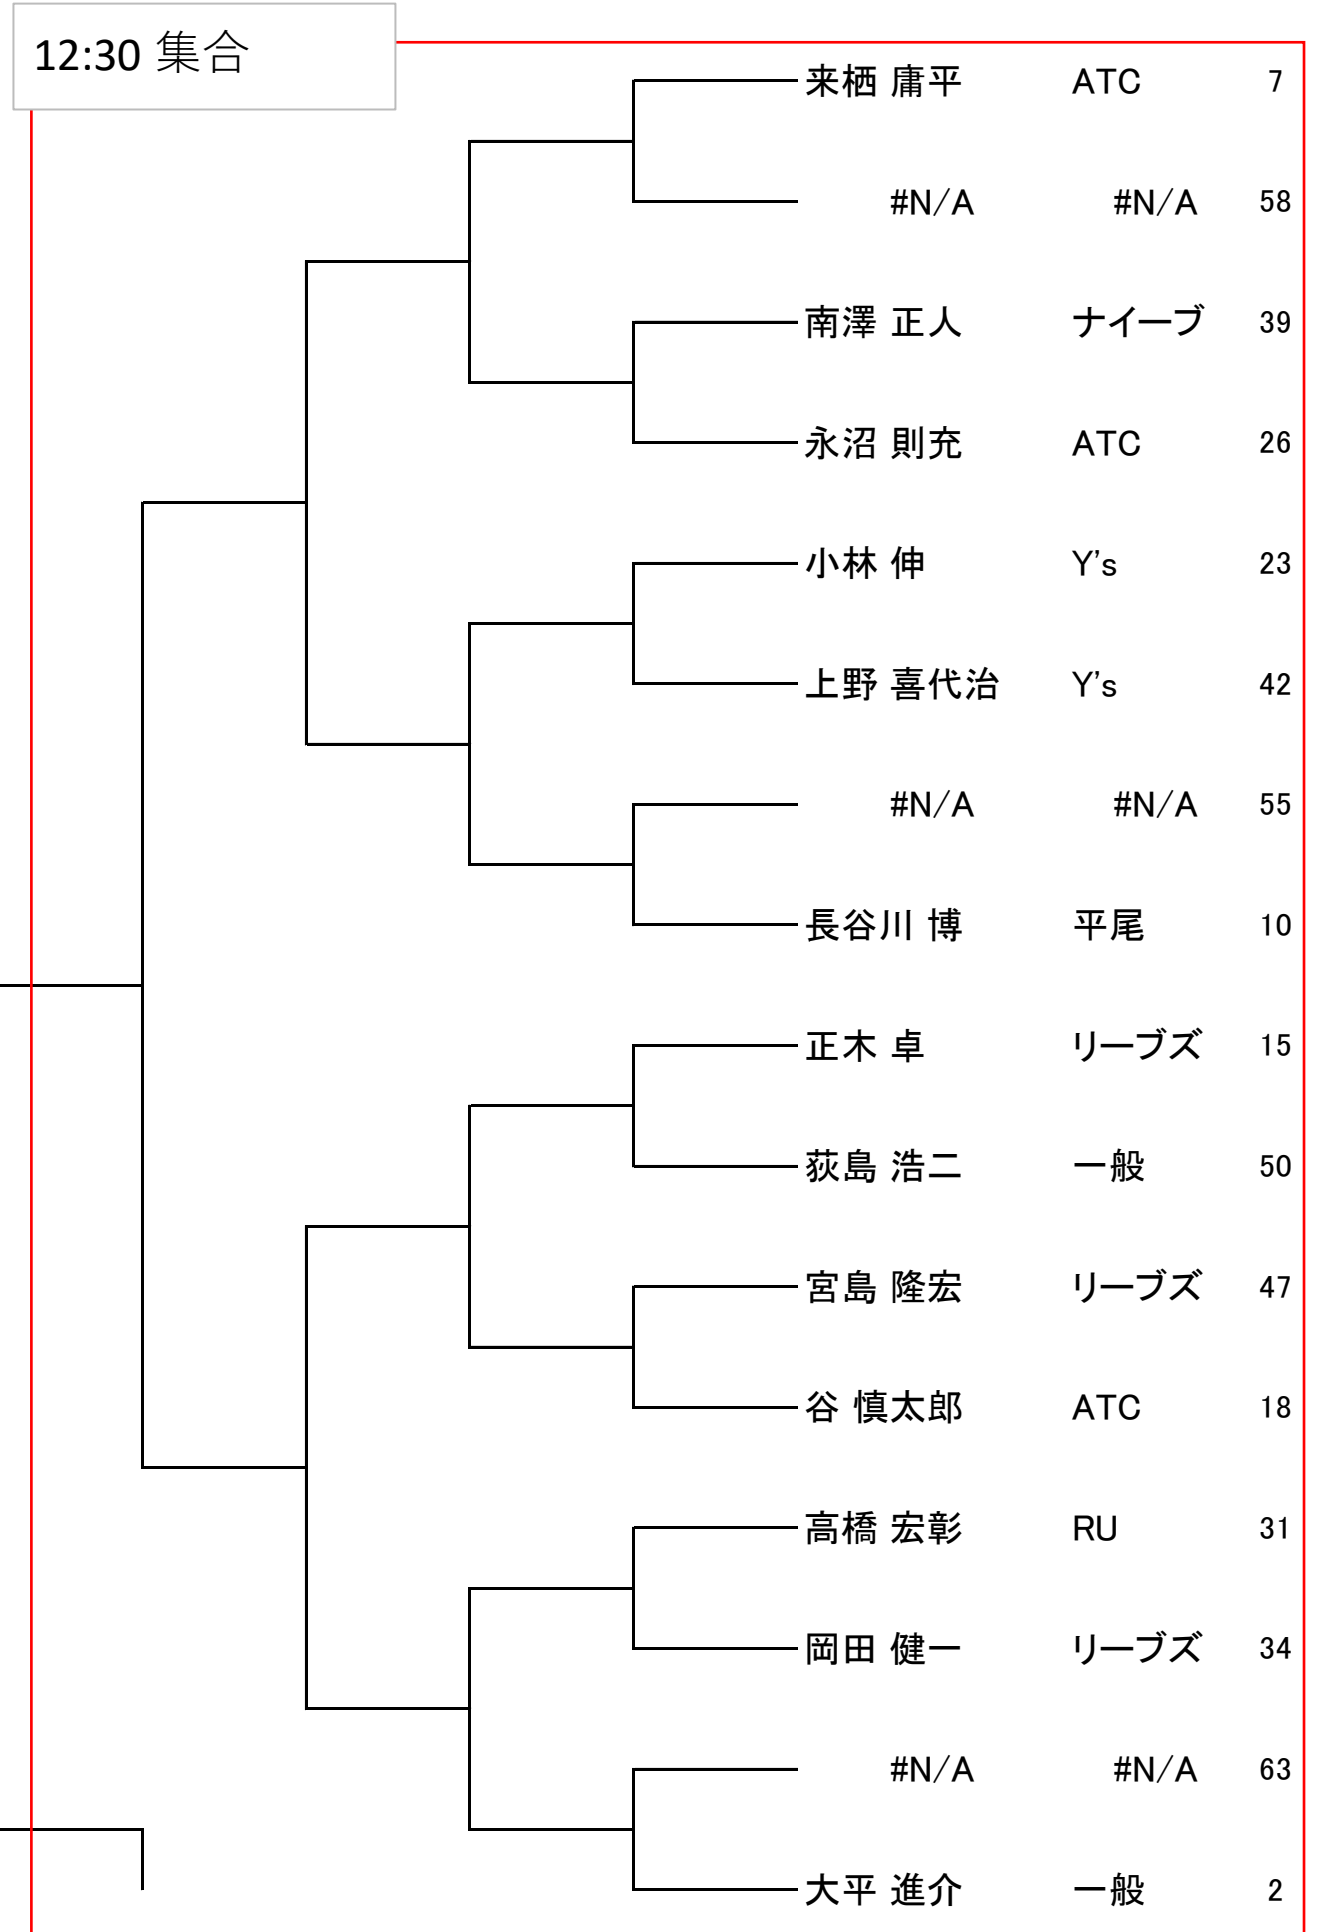 12:30 集合
来栖 庸平 ATC 7
#N/A #N/A 58
南澤 正人 ナイーブ 39
永沼 則充 ATC 26
小林 伸 Y's 23
上野 喜代治 Y's 42
#N/A #N/A 55
長谷川 博 平尾 10
正木 卓 リーブズ 15
荻島 浩二 一般 50
宮島 隆宏 リーブズ 47
谷 慎太郎 ATC 18
高橋 宏彰 RU 31
岡田 健一 リーブズ 34
#N/A #N/A 63
大平 進介 一般 2